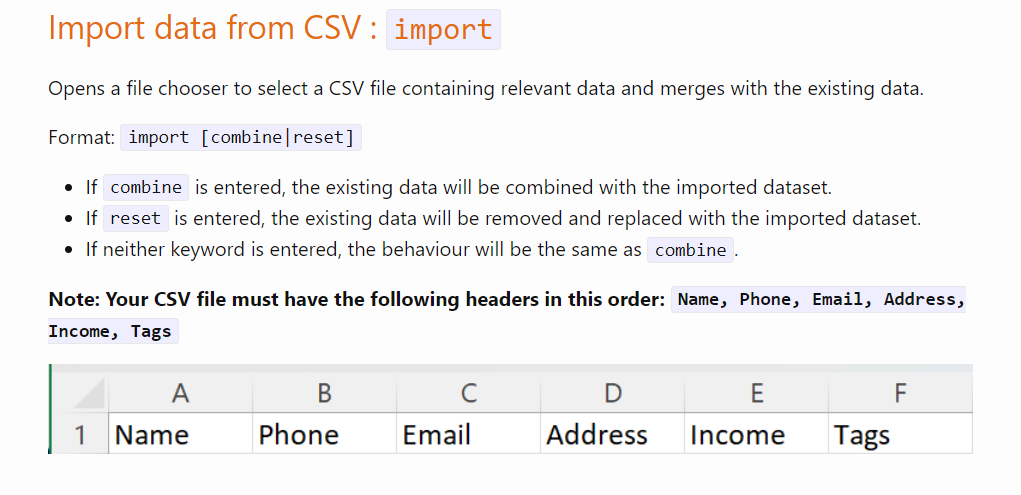 Import data from CSV : import
Opens a file chooser to select a CSV file containing relevant data and merges with the existing data.
Format: import [combine|reset]
If combine is entered, the existing data will be combined with the imported dataset.
If reset is entered, the existing data will be removed and replaced with the imported dataset.
If neither keyword is entered, the behaviour will be the same as combine.
Note: Your CSV file must have the following headers in this order: Name, Phone, Email, Address,
Income, Tags
A B C D E F
1 Name Phone Email Address Income Tags